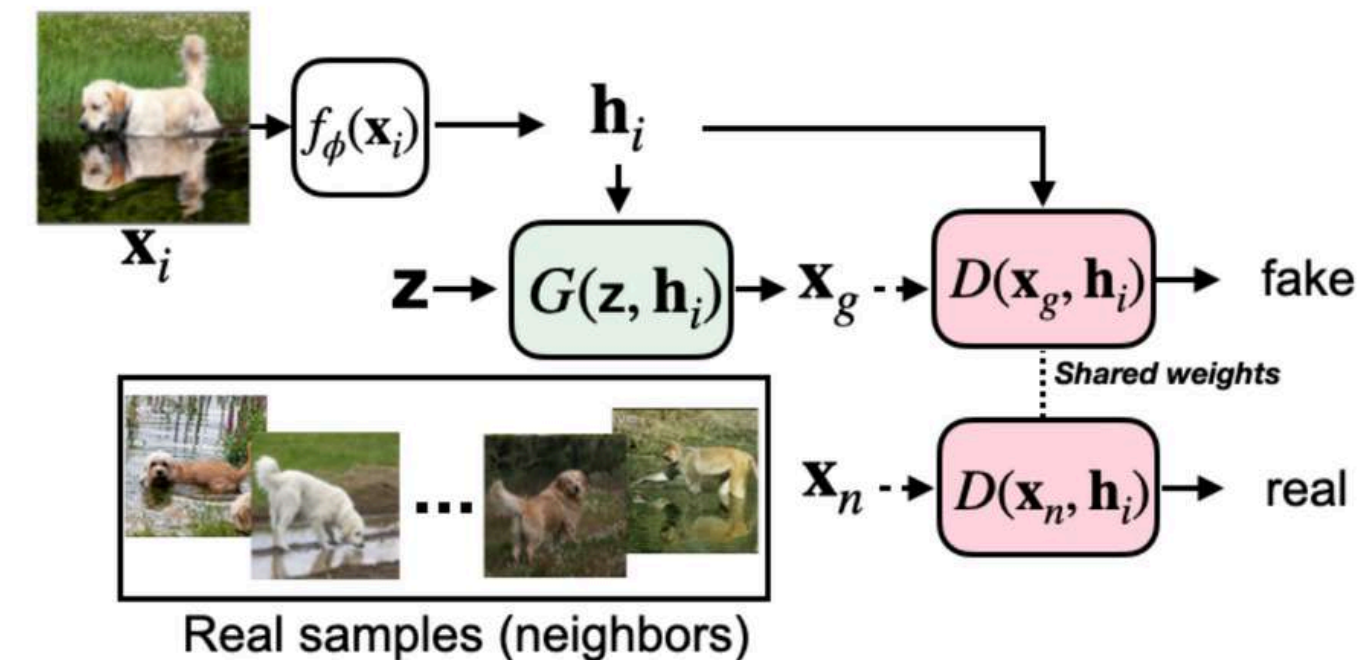 f_ϕ(x_i)
h_i
x_i
z
G(z, h_i)
x_g
D(x_g, h_i)
fake
Shared weights
...
x_n
D(x_n, h_i)
real
Real samples (neighbors)